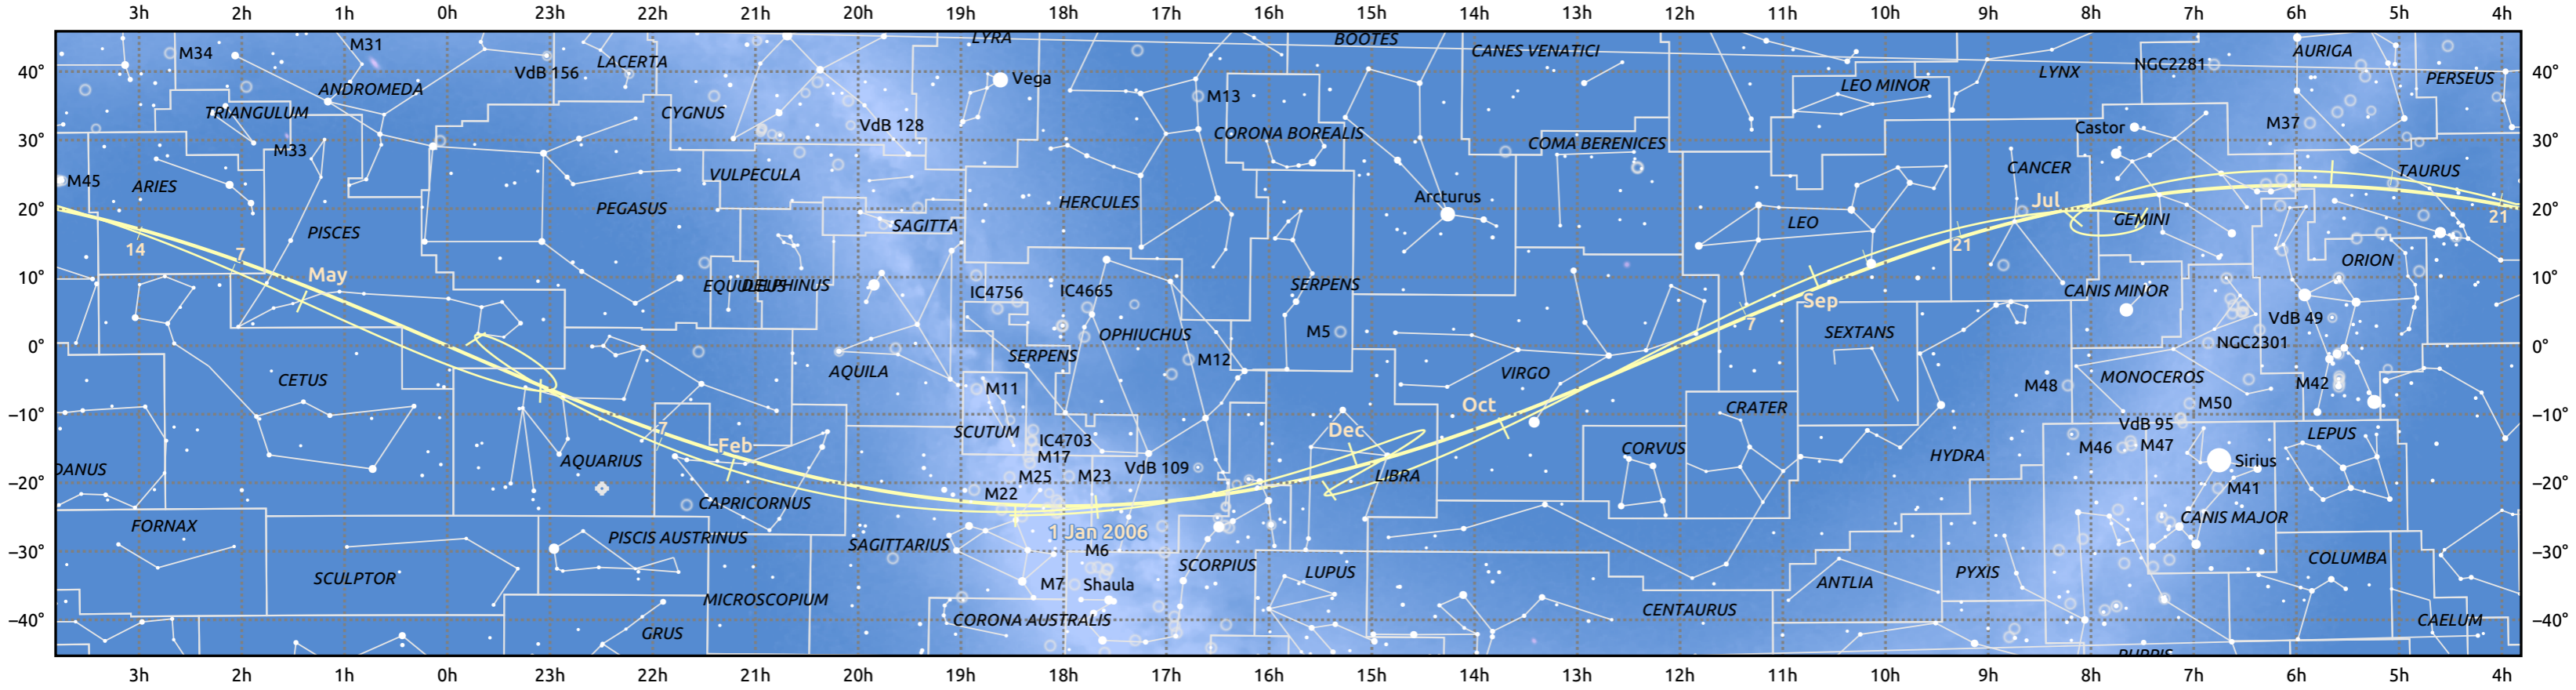 3h 2h 1h 0h 23h 22h 21h 20h 19h 18h 17h 16h 15h 14h 13h 12h 11h 10h 9h 8h 7h 6h 5h 4h
LYRA BOOTES
M34 M31 CANES VENATICI AURIGA
VdB 156 LACERTA NGC2281
40° Vega LYNX PERSEUS 40°
ANDROMEDA LEO MINOR
TRIANGULUM CYGNUS M13
VdB 128 M37
CORONA BOREALIS Castor
30° COMA BERENICES 30°
M33
VULPECULA CANCER TAURUS
M45 ARIES
HERCULES Arcturus
20° PEGASUS Jul 20°
SAGITTA LEO GEMINI 21
PISCES
14 7 21
ORION
10° May 10°
EQUULEUS DELPHINUS SERPENS
IC4756 IC4665 CANIS MINOR
Sep
7 VdB 49
OPHIUCHUS M5 SEXTANS
0° NGC2301 0°
SERPENS M12
CETUS AQUILA VIRGO MONOCEROS
M11 M48 M42
Oct CRATER M50
−10° −10°
7 SCUTUM Dec VdB 95
IC4703 LEPUS
Feb CORVUS M46 M47
M17 HYDRA
DANUS AQUARIUS VdB 109 Sirius
M25 M23 LIBRA
−20° −20°
M22 M41
CAPRICORNUS
FORNAX CANIS MAJOR
1 Jan 2006
PISCIS AUSTRINUS SAGITTARIUS
−30° M6 −30°
COLUMBA
SCULPTOR SCORPIUS LUPUS PYXIS
M7 Shaula ANTLIA
MICROSCOPIUM
CENTAURUS
−40° CORONA AUSTRALIS CAELUM −40°
GRUS
PUPPIS
3h 2h 1h 0h 23h 22h 21h 20h 19h 18h 17h 16h 15h 14h 13h 12h 11h 10h 9h 8h 7h 6h 5h 4h